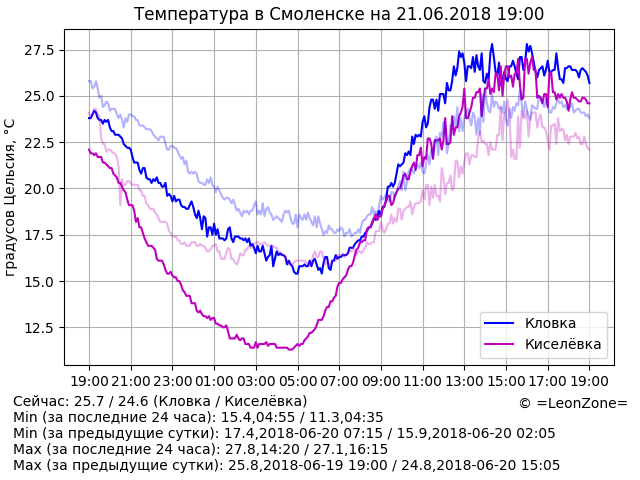 Температура в Смоленске на 21.06.2018 19:00
градусов Цельсия, °C
27.5
25.0
22.5
20.0
17.5
15.0
12.5
Кловка
Киселёвка
19:00 21:00 23:00 01:00 03:00 05:00 07:00 09:00 11:00 13:00 15:00 17:00 19:00
Сейчас: 25.7 / 24.6 (Кловка / Киселёвка)
© =LeonZone=
Min (за последние 24 часа): 15.4,04:55 / 11.3,04:35
Min (за предыдущие сутки): 17.4,2018-06-20 07:15 / 15.9,2018-06-20 02:05
Max (за последние 24 часа): 27.8,14:20 / 27.1,16:15
Max (за предыдущие сутки): 25.8,2018-06-19 19:00 / 24.8,2018-06-20 15:05